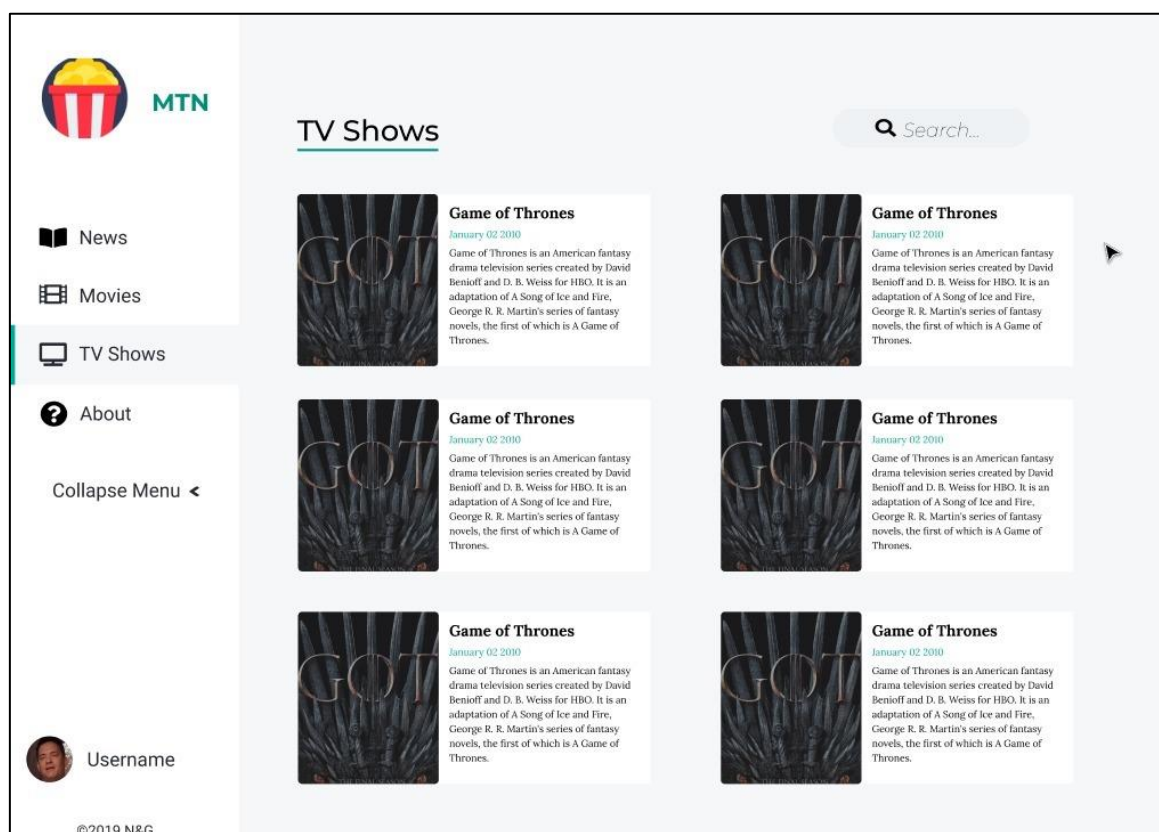 MTN
News
Movies
TV Shows
About
Collapse Menu <
Username
©2019 N&G
TV Shows
Search...
GOT
Game of Thrones
January 02 2010
Game of Thrones is an American fantasy
drama television series created by David
Benioff and D. B. Weiss for HBO. It is an
adaptation of A Song of Ice and Fire,
George R. R. Martin's series of fantasy
novels, the first of which is A Game of
Thrones.
GOT
Game of Thrones
January 02 2010
Game of Thrones is an American fantasy
drama television series created by David
Benioff and D. B. Weiss for HBO. It is an
adaptation of A Song of Ice and Fire,
George R. R. Martin's series of fantasy
novels, the first of which is A Game of
Thrones.
GOT
Game of Thrones
January 02 2010
Game of Thrones is an American fantasy
drama television series created by David
Benioff and D. B. Weiss for HBO. It is an
adaptation of A Song of Ice and Fire,
George R. R. Martin's series of fantasy
novels, the first of which is A Game of
Thrones.
GOT
Game of Thrones
January 02 2010
Game of Thrones is an American fantasy
drama television series created by David
Benioff and D. B. Weiss for HBO. It is an
adaptation of A Song of Ice and Fire,
George R. R. Martin's series of fantasy
novels, the first of which is A Game of
Thrones.
GOT
Game of Thrones
January 02 2010
Game of Thrones is an American fantasy
drama television series created by David
Benioff and D. B. Weiss for HBO. It is an
adaptation of A Song of Ice and Fire,
George R. R. Martin's series of fantasy
novels, the first of which is A Game of
Thrones.
GOT
Game of Thrones
January 02 2010
Game of Thrones is an American fantasy
drama television series created by David
Benioff and D. B. Weiss for HBO. It is an
adaptation of A Song of Ice and Fire,
George R. R. Martin's series of fantasy
novels, the first of which is A Game of
Thrones.